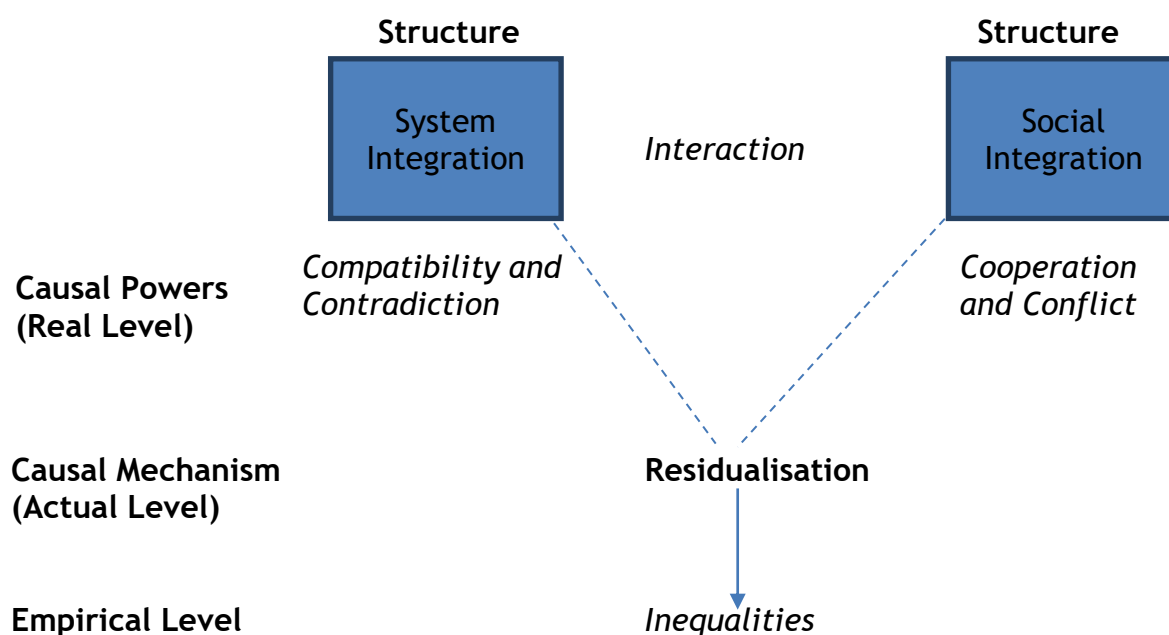 Structure
Structure
System
Integration
Interaction
Social
Integration
Causal Powers
(Real Level)
Compatibility and
Contradiction
Cooperation
and Conflict
Causal Mechanism
(Actual Level)
Residualisation
Empirical Level
Inequalities